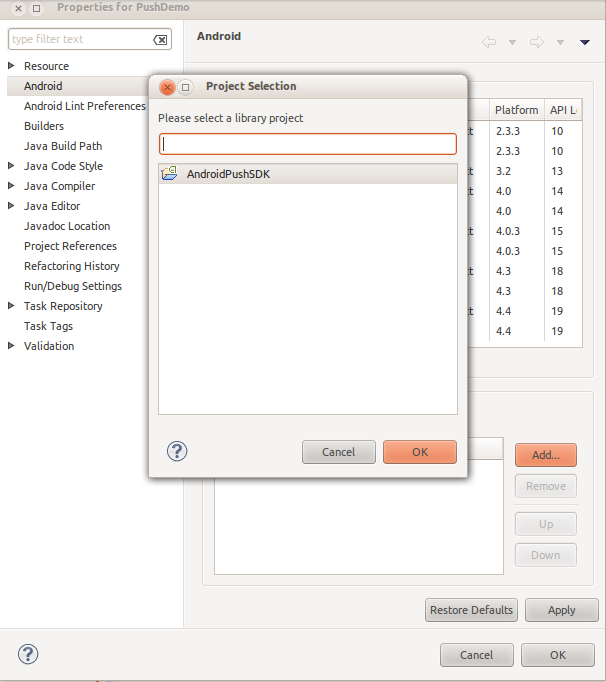 Properties for PushDemo
type filter text
Resource
Android
Android Lint Preferences
Builders
Java Build Path
Java Code Style
Java Compiler
Java Editor
Javadoc Location
Project References
Refactoring History
Run/Debug Settings
Task Repository
Task Tags
Validation
Android
Platform API L
2.3.3 10
2.3.3 10
3.2 13
4.0 14
4.0 14
4.0.3 15
4.0.3 15
4.3 18
4.3 18
4.4 19
4.4 19
Project Selection
Please select a library project
AndroidPushSDK
Cancel OK
Add...
Remove
Up
Down
Restore Defaults Apply
Cancel OK